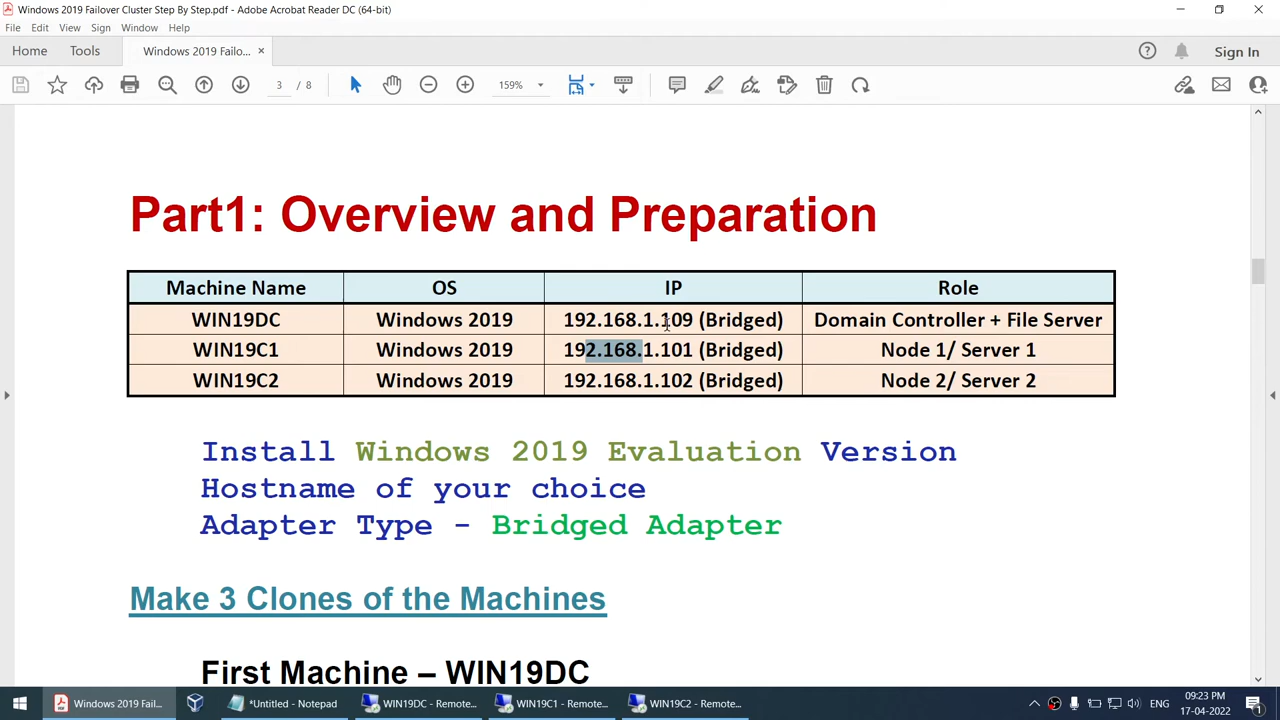 Windows 2019 Failover Cluster Step By Step.pdf - Adobe Acrobat Reader DC (64-bit)
File Edit View Sign Window Help
Home Tools Windows 2019 Failo... × Sign In
3 / 8 159%
Part1: Overview and Preparation
Machine Name OS IP Role
WIN19DC Windows 2019 192.168.1.109 (Bridged) Domain Controller + File Server
WIN19C1 Windows 2019 192.168.1.101 (Bridged) Node 1/ Server 1
WIN19C2 Windows 2019 192.168.1.102 (Bridged) Node 2/ Server 2
Install Windows 2019 Evaluation Version
Hostname of your choice
Adapter Type - Bridged Adapter
Make 3 Clones of the Machines
First Machine – WIN19DC
Windows 2019 Fail... *Untitled - Notepad WIN19DC - Remote... WIN19C1 - Remote... WIN19C2 - Remote... ENG 09:23 PM
17-04-2022